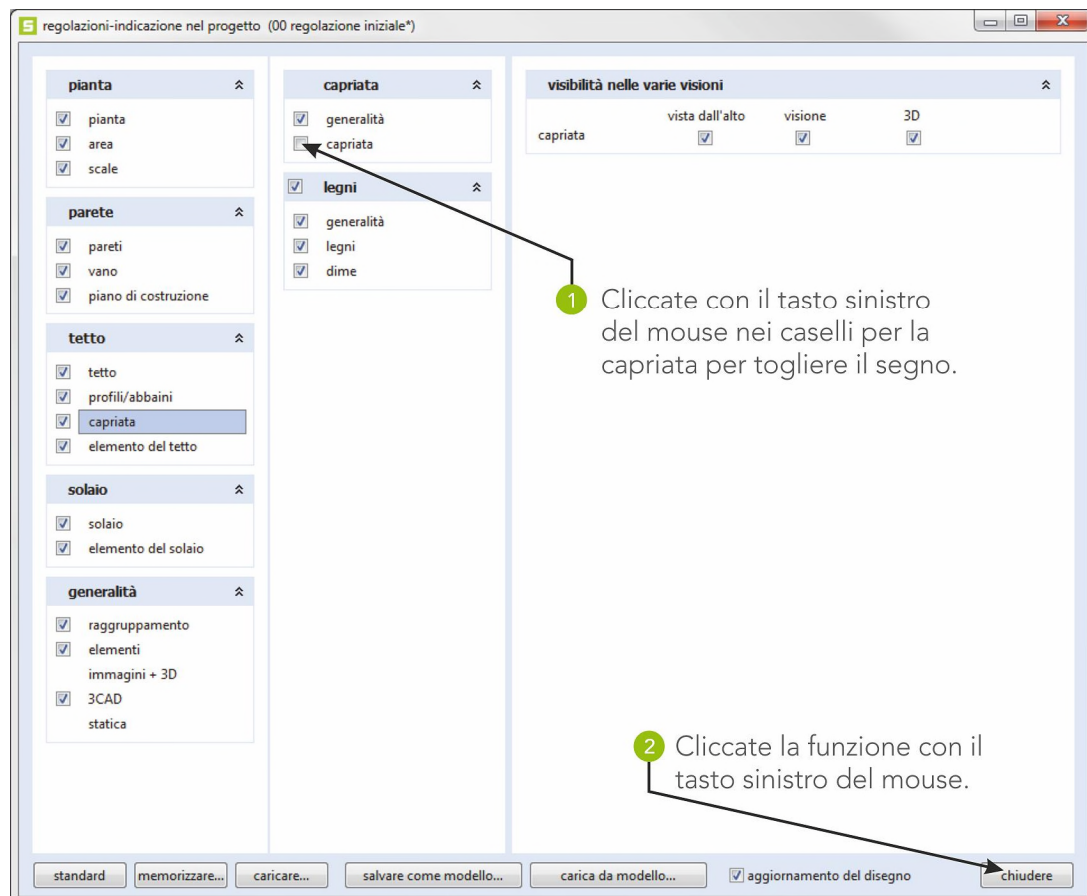 S regolazioni-indicazione nel progetto (00 regolazione iniziale*)
pianta
pianta
area
scale
parete
pareti
vano
piano di costruzione
tetto
tetto
profili/abbaini
capriata
elemento del tetto
solaio
solaio
elemento del solaio
generalità
raggruppamento
elementi
immagini + 3D
3CAD
statica
capriata
generalità
capriata
legni
generalità
legni
dime
visibilità nelle varie visioni
vista dall'alto visione 3D
capriata
1 Cliccate con il tasto sinistro
del mouse nei caselli per la
capriata per togliere il segno.
2 Cliccate la funzione con il
tasto sinistro del mouse.
standard memorizzare... caricare... salvare come modello... carica da modello... aggiornamento del disegno chiudere